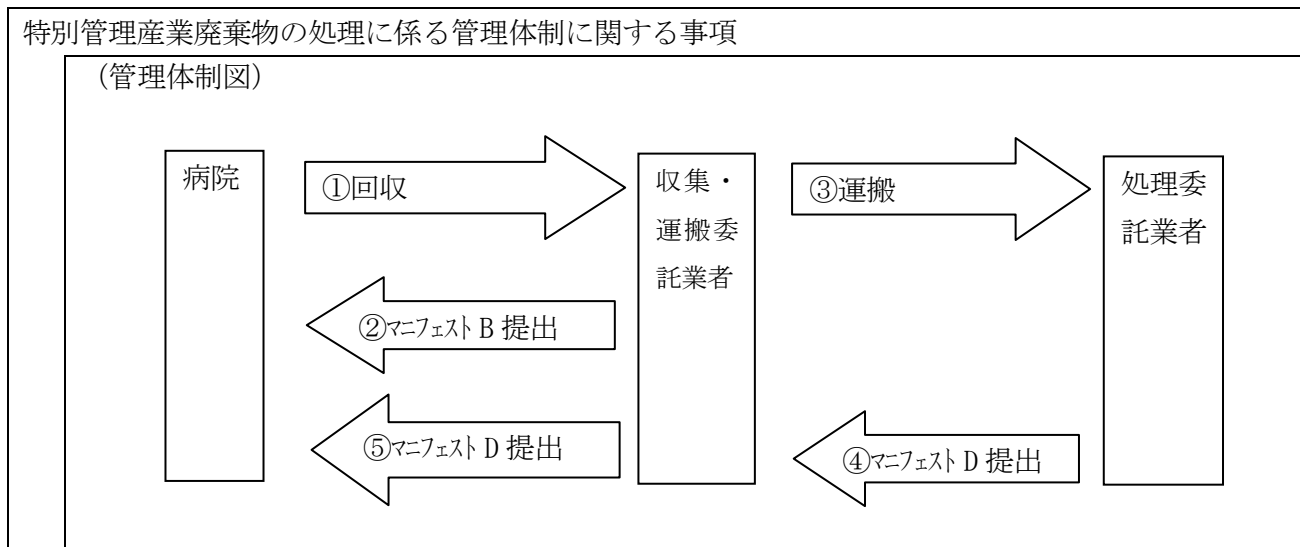 特別管理産業廃棄物の処理に係る管理体制に関する事項
（管理体制図）
病院
①回収
収集・
運搬委
託業者
③運搬
処理委
託業者
②ﾏﾆﾌｪｽﾄ B 提出
⑤ﾏﾆﾌｪｽﾄ D 提出
④ﾏﾆﾌｪｽﾄ D 提出